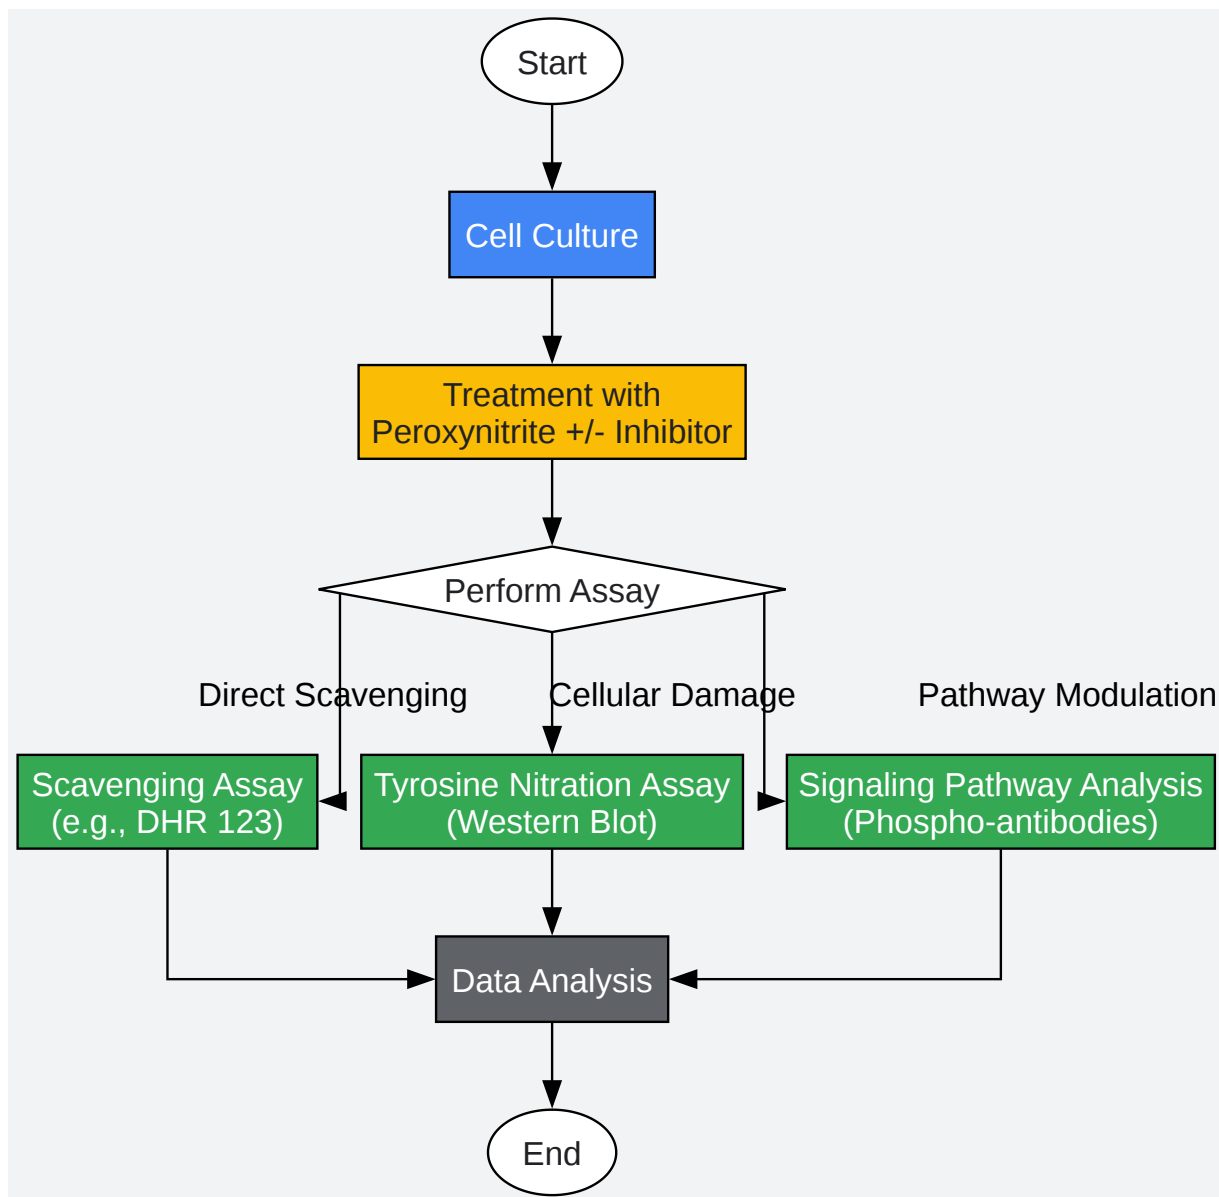 Start
Cell Culture
Treatment with
Peroxynitrite +/- Inhibitor
Perform Assay
Direct Scavenging
Cellular Damage
Pathway Modulation
Scavenging Assay
(e.g., DHR 123)
Tyrosine Nitration Assay
(Western Blot)
Signaling Pathway Analysis
(Phospho-antibodies)
Data Analysis
End